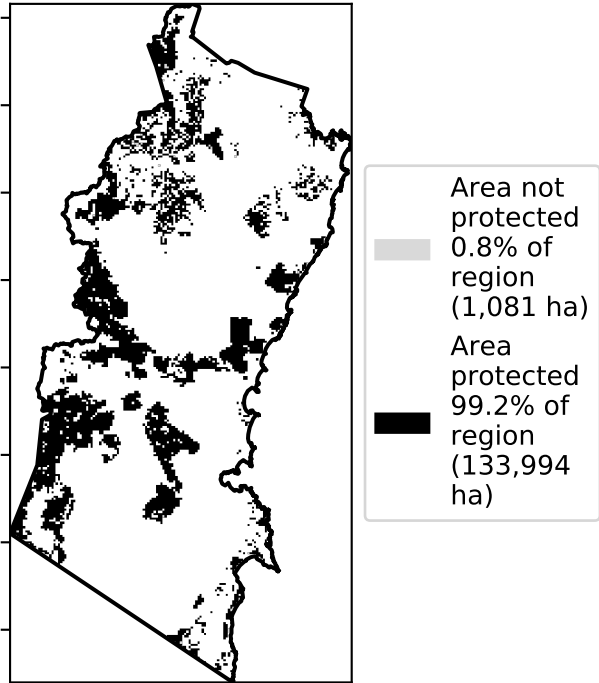 Area not
protected
0.8% of
region
(1,081 ha)
Area
protected
99.2% of
region
(133,994
ha)